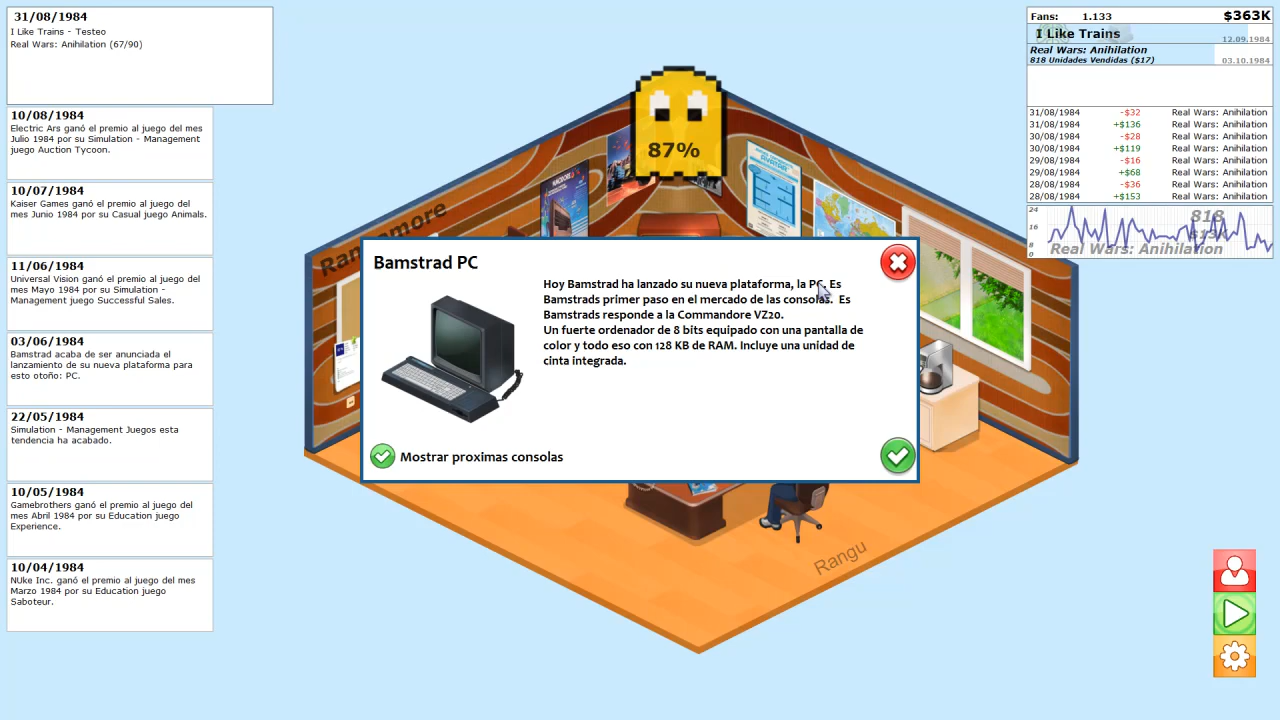 31/08/1984
I Like Trains - Testeo
Real Wars: Anihilation (67/90)
10/08/1984
Electric Ars ganó el premio al juego del mes
Julio 1984 por su Simulation - Management
juego Auction Tycoon.
10/07/1984
Kaiser Games ganó el premio al juego del
mes Junio 1984 por su Casual juego Animals.
11/06/1984
Universal Vision ganó el premio al juego del
mes Mayo 1984 por su Simulation -
Management juego Successful Sales.
03/06/1984
Bamstrad acaba de ser anunciada el
lanzamiento de su nueva plataforma para
esto otoño: PC.
22/05/1984
Simulation - Management Juegos esta
tendencia ha acabado.
10/05/1984
Gamebrothers ganó el premio al juego del
mes Abril 1984 por su Education juego
Experience.
10/04/1984
NUke Inc. ganó el premio al juego del mes
Marzo 1984 por su Education juego
Saboteur.
87%
Bamstrad PC
Hoy Bamstrad ha lanzado su nueva plataforma, la PC. Es
Bamstrads primer paso en el mercado de las consolas. Es
Bamstrads responde a la Commandore VZ20.
Un fuerte ordenador de 8 bits equipado con una pantalla de
color y todo eso con 128 KB de RAM. Incluye una unidad de
cinta integrada.
Mostrar proximas consolas
Rangu
Fans: 1.133 $363K
I Like Trains 12.09.1984
Real Wars: Anihilation
818 Unidades Vendidas ($17) 03.10.1984
31/08/1984 -$32 Real Wars: Anihilation
31/08/1984 +$136 Real Wars: Anihilation
30/08/1984 -$28 Real Wars: Anihilation
30/08/1984 +$119 Real Wars: Anihilation
29/08/1984 -$16 Real Wars: Anihilation
29/08/1984 +$68 Real Wars: Anihilation
28/08/1984 -$36 Real Wars: Anihilation
28/08/1984 +$153 Real Wars: Anihilation
24
16
8
0
818
Real Wars: Anihilation